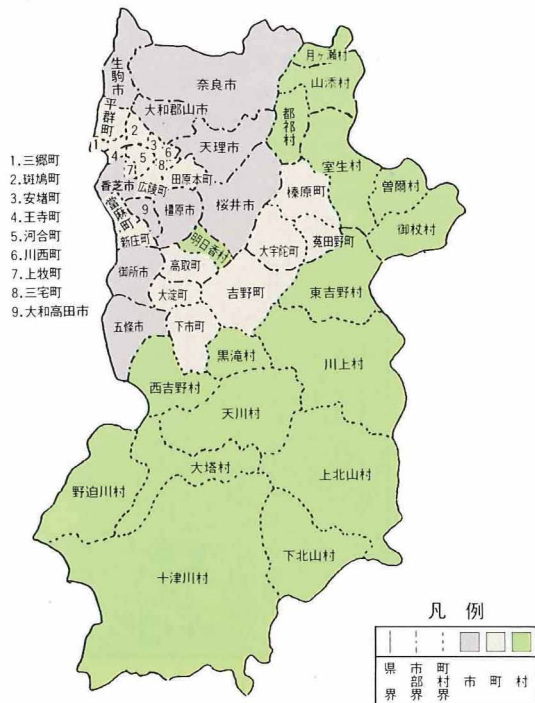 月ヶ瀬村
生駒市
奈良市
山添村
平群町
大和郡山市
都祁村
2
1
3
6
4
5
8
7
天理市
室生村
1.三郷町
2.斑鳩町
3.安堵町
4.王寺町
5.河合町
6.川西町
7.上牧町
8.三宅町
9.大和高田市
香芝市
広陵町
田原本町
榛原町
曽爾村
當麻町
9
橿原市
桜井市
御杖村
新庄町
明日香村
大宇陀町
菟田野町
御所市
高取町
吉野町
東吉野村
大淀町
五條市
下市町
黒滝村
川上村
西吉野村
天川村
大塔村
上北山村
野迫川村
下北山村
十津川村
凡例
県界
市部界
町村界
市
町
村